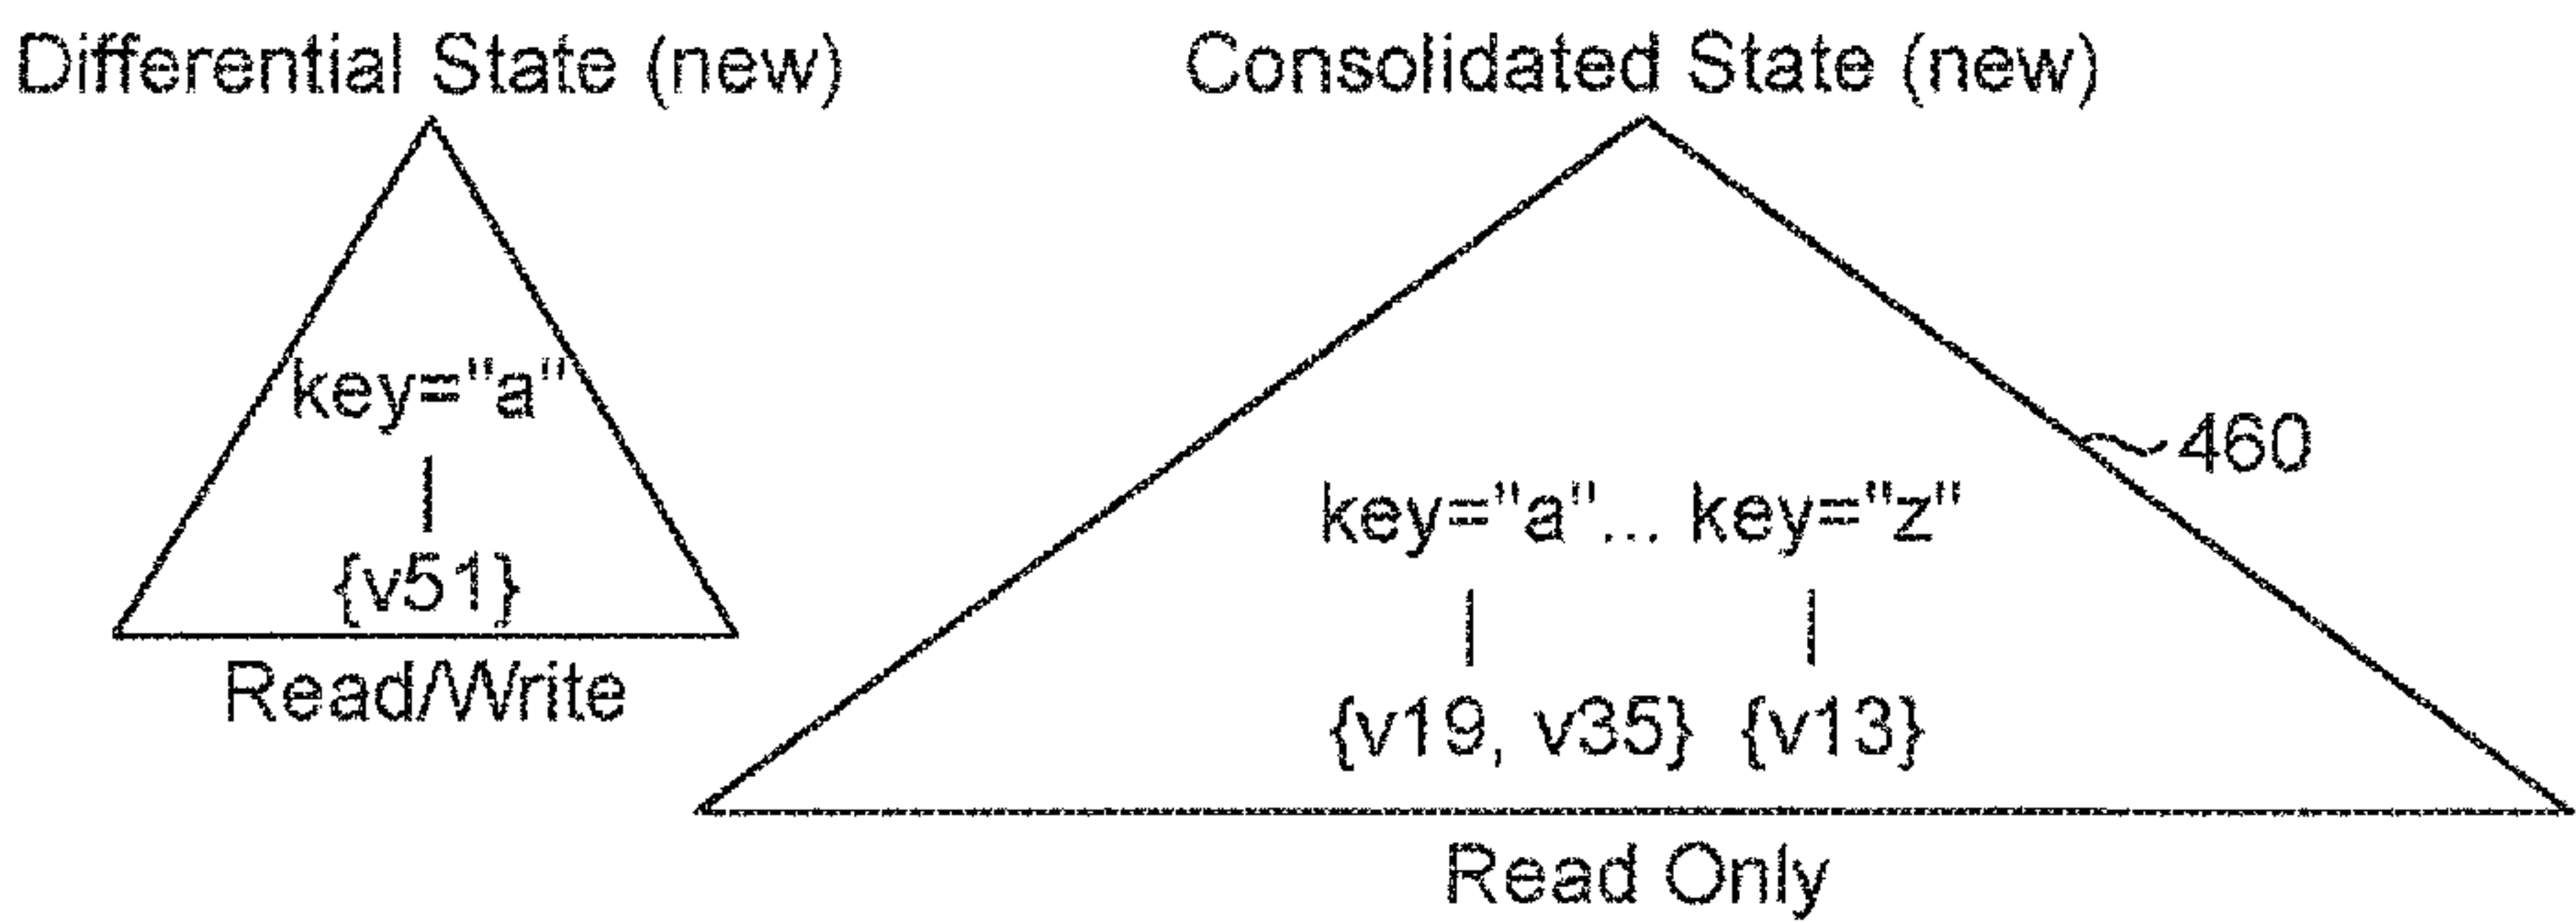 Differential State (new)
key="a"
{v51}
Read/Write
Consolidated State (new)
460
key="a"... key="z"
{v19, v35} {v13}
Read Only